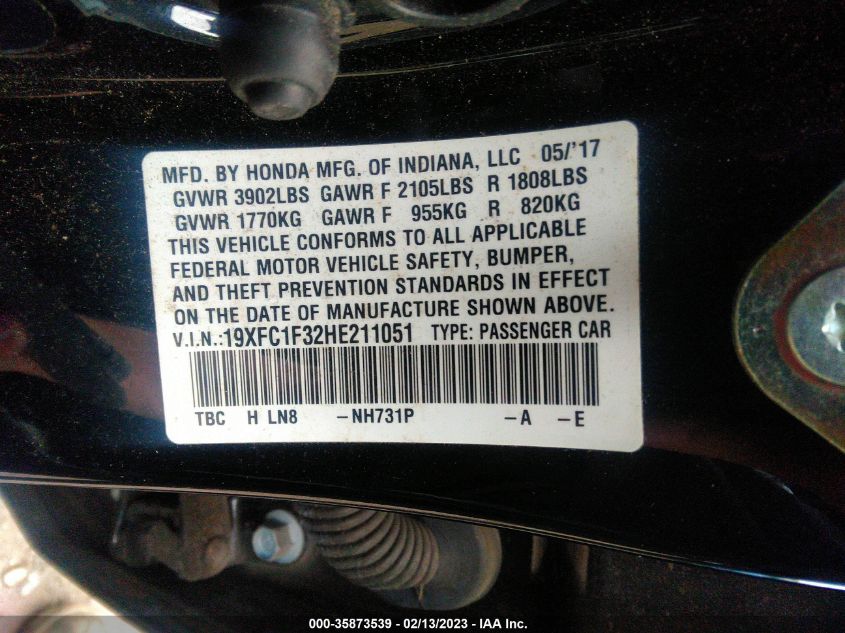 MFD. BY HONDA MFG. OF INDIANA, LLC 05/'17
GVWR 3902LBS GAWR F 2105LBS R 1808LBS
GVWR 1770KG GAWR F 955KG R 820KG
THIS VEHICLE CONFORMS TO ALL APPLICABLE
FEDERAL MOTOR VEHICLE SAFETY, BUMPER,
AND THEFT PREVENTION STANDARDS IN EFFECT
ON THE DATE OF MANUFACTURE SHOWN ABOVE.
V.I.N.:19XFC1F32HE211051 TYPE: PASSENGER CAR
TBC H LN8 –NH731P –A –E
000-35873539 — 02/13/2023 — IAA Inc.